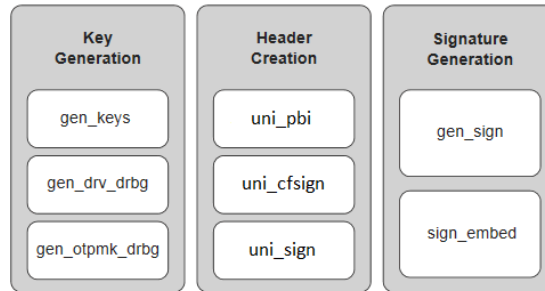 Key
Generation
gen_keys
gen_drv_drbg
gen_otpmk_drbg
Header
Creation
uni_pbi
uni_cfsign
uni_sign
Signature
Generation
gen_sign
sign_embed